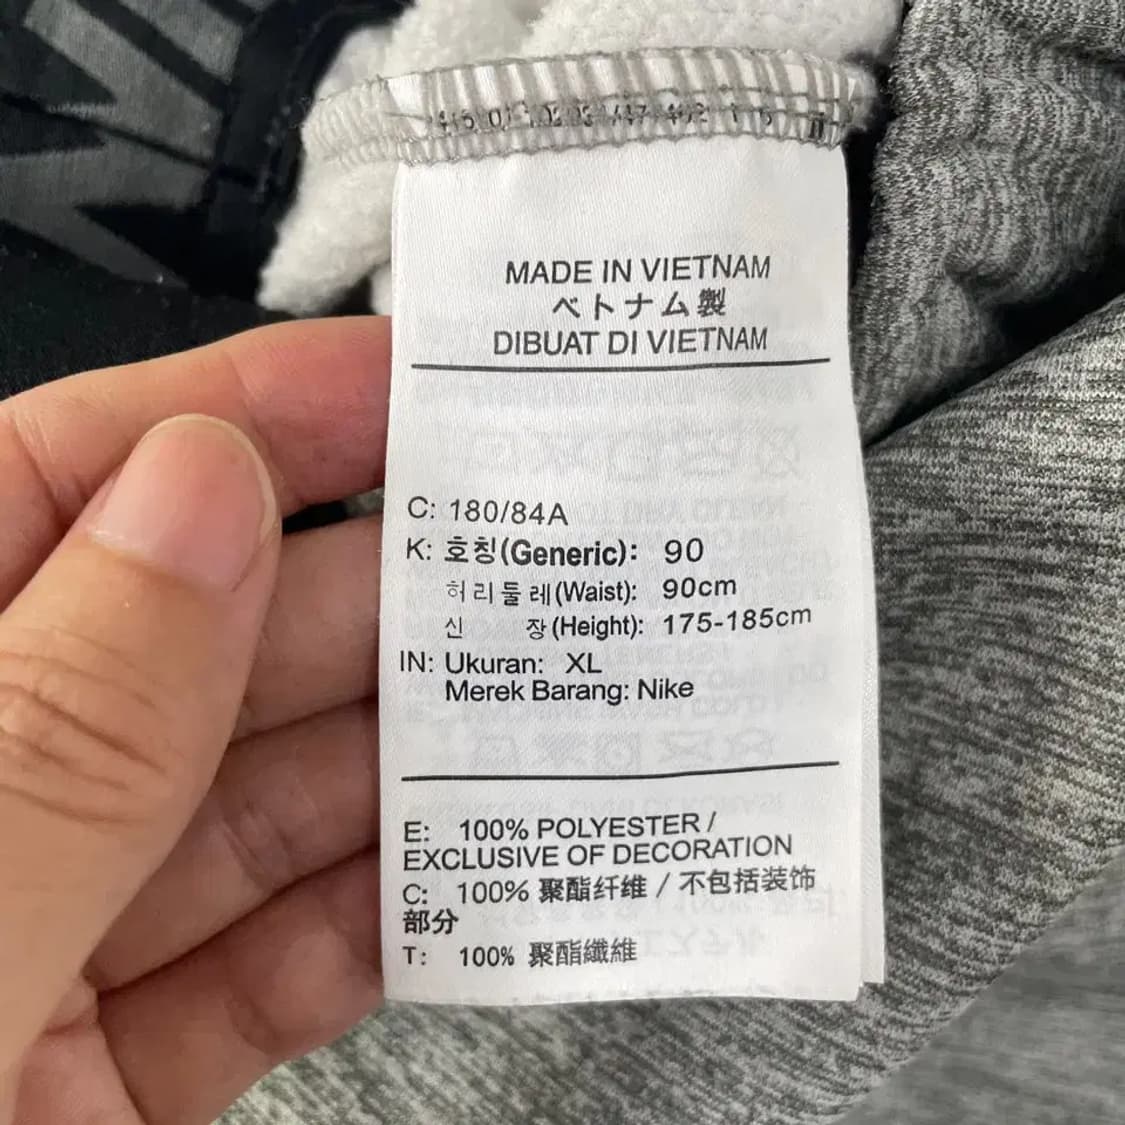 MADE IN VIETNAM
ベトナム製
DIBUAT DI VIETNAM
C: 180/84A
K: 호칭(Generic): 90
허리둘레(Waist): 90cm
신 장(Height): 175-185cm
IN: Ukuran: XL
Merek Barang: Nike
E: 100% POLYESTER /
EXCLUSIVE OF DECORATION
C: 100% 聚酯纤维 / 不包括装饰
部分
T: 100% 聚酯纖維